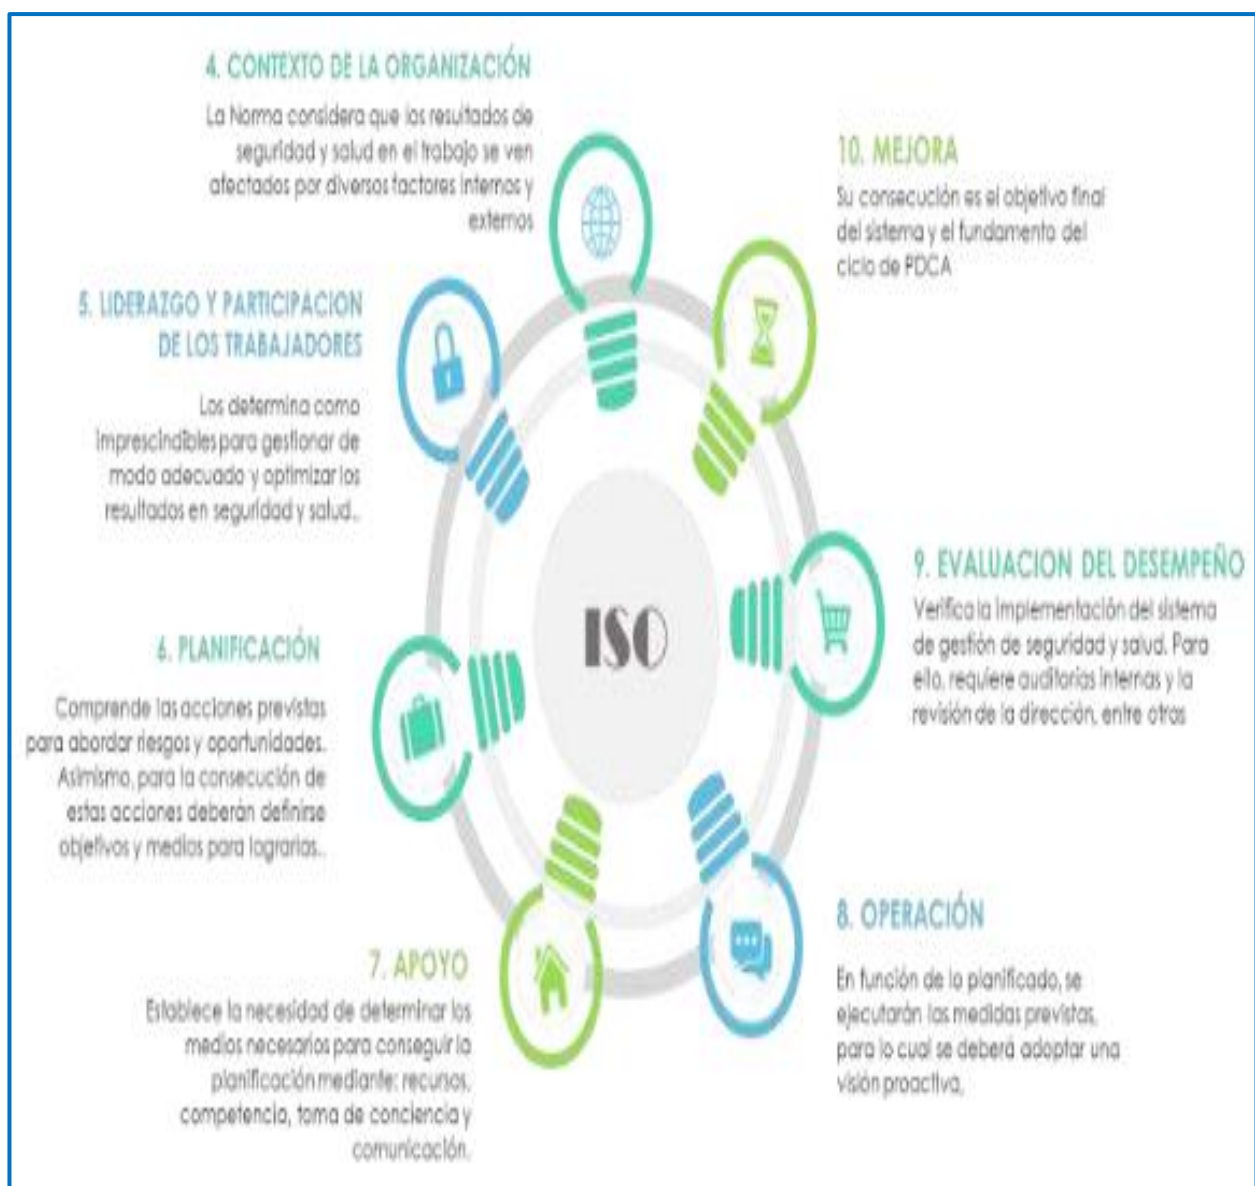 4. CONTEXTO DE LA ORGANIZACIÓN
La Norma considera que los resultados de
seguridad y salud en el trabajo se ven
afectados por diversos factores internos y
externos
5. LIDERAZGO Y PARTICIPACION
DE LOS TRABAJADORES
Los determina como
imprescindibles para gestionar de
modo adecuado y optimizar los
resultados en seguridad y salud..
6. PLANIFICACIÓN
Comprende las acciones previstas
para abordar riesgos y oportunidades.
Asimismo, para la consecución de
estas acciones deberán definirse
objetivos y medios para lograrlas..
7. APOYO
Establece la necesidad de determinar los
medios necesarios para conseguir la
planificación mediante: recursos,
competencia, toma de conciencia y
comunicación.
8. OPERACIÓN
En función de lo planificado, se
ejecutarán las medidas previstas,
para lo cual se deberá adoptar una
visión proactiva,
9. EVALUACION DEL DESEMPEÑO
Verifica la implementación del sistema
de gestión de seguridad y salud. Para
ello, requiere auditorías internas y la
revisión de la dirección, entre otras
10. MEJORA
Su consecución es el objetivo final
del sistema y el fundamento del
ciclo de PDCA
ISO